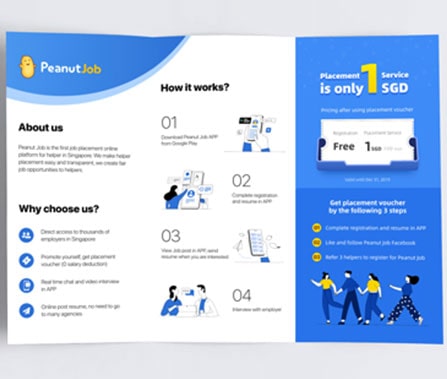 PeanutJob
About us
Peanut Job is the first job placement online
platform for helper in Singapore. We make helper
placement easy and transparent, we create fair
job opportunities to helpers.
Why choose us?
Direct access to thousands of
employers in Singapore
Promote yourself, get placement
voucher (0 salary deduction)
Real time chat and video interview
in APP
Online post resume, no need to go
to many agencies
How it works?
01
Download Peanut Job APP
from Google Play
02
Complete registration
and resume in APP
03
View Job post in APP, send
resume when you are interested
04
Interview with employer
Placement 1 Service
is only SGD
Pricing after using placement voucher
Registration Placement Service
Free 1 SGD
Valid until Dec 31, 2019
Get placement voucher
by the following 3 steps
01 Complete registration and resume in APP
02 Like and follow Peanut Job Facebook
03 Refer 3 helpers to register for Peanut Job